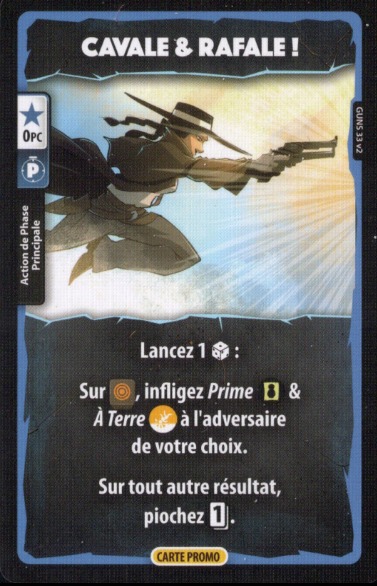 CAVALE & RAFALE !
0PC
P
Action de Phase
Principale
GUNS 33 v2
Lancez 1 :
Sur , infligez Prime &
À Terre à l'adversaire
de votre choix.
Sur tout autre résultat,
piochez 1.
CARTE PROMO